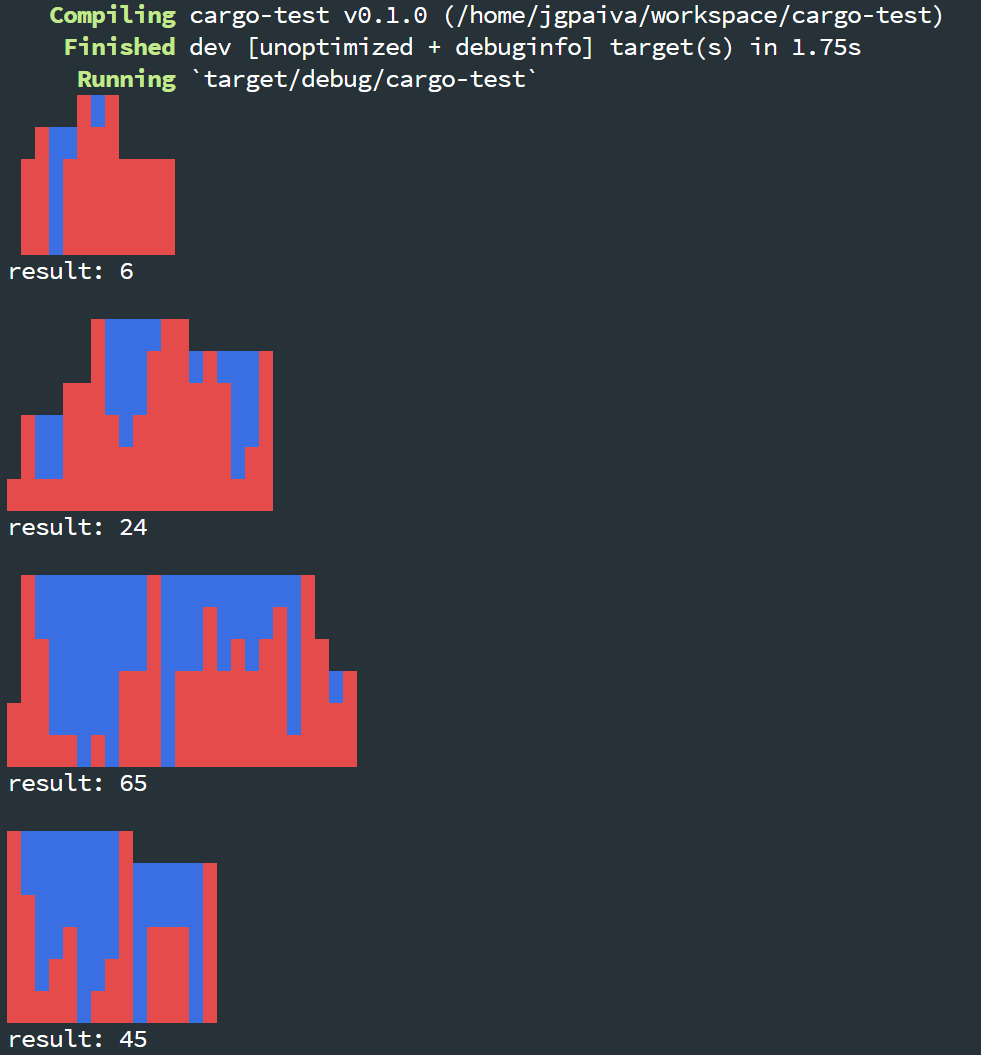 Compiling cargo-test v0.1.0 (/home/jgpaiva/workspace/cargo-test)
Finished dev [unoptimized + debuginfo] target(s) in 1.75s
Running `target/debug/cargo-test`
result: 6
result: 24
result: 65
result: 45